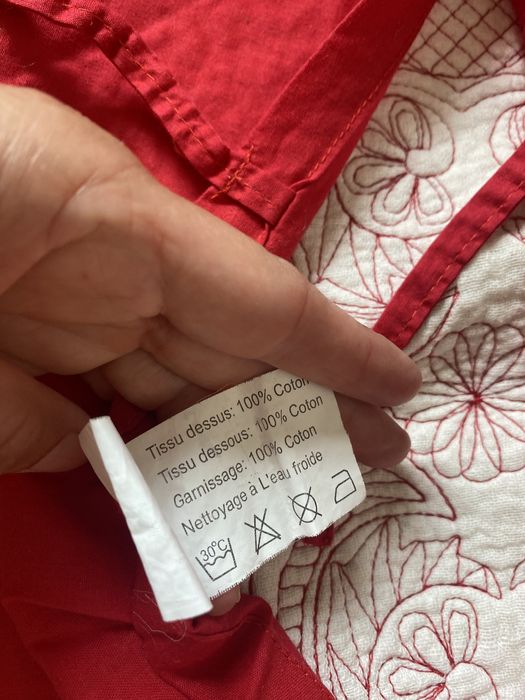 Tissu dessus: 100% Coton
Tissu dessous: 100% Coton
Garnissage: 100% Coton
Nettoyage à L'eau froide
30°C